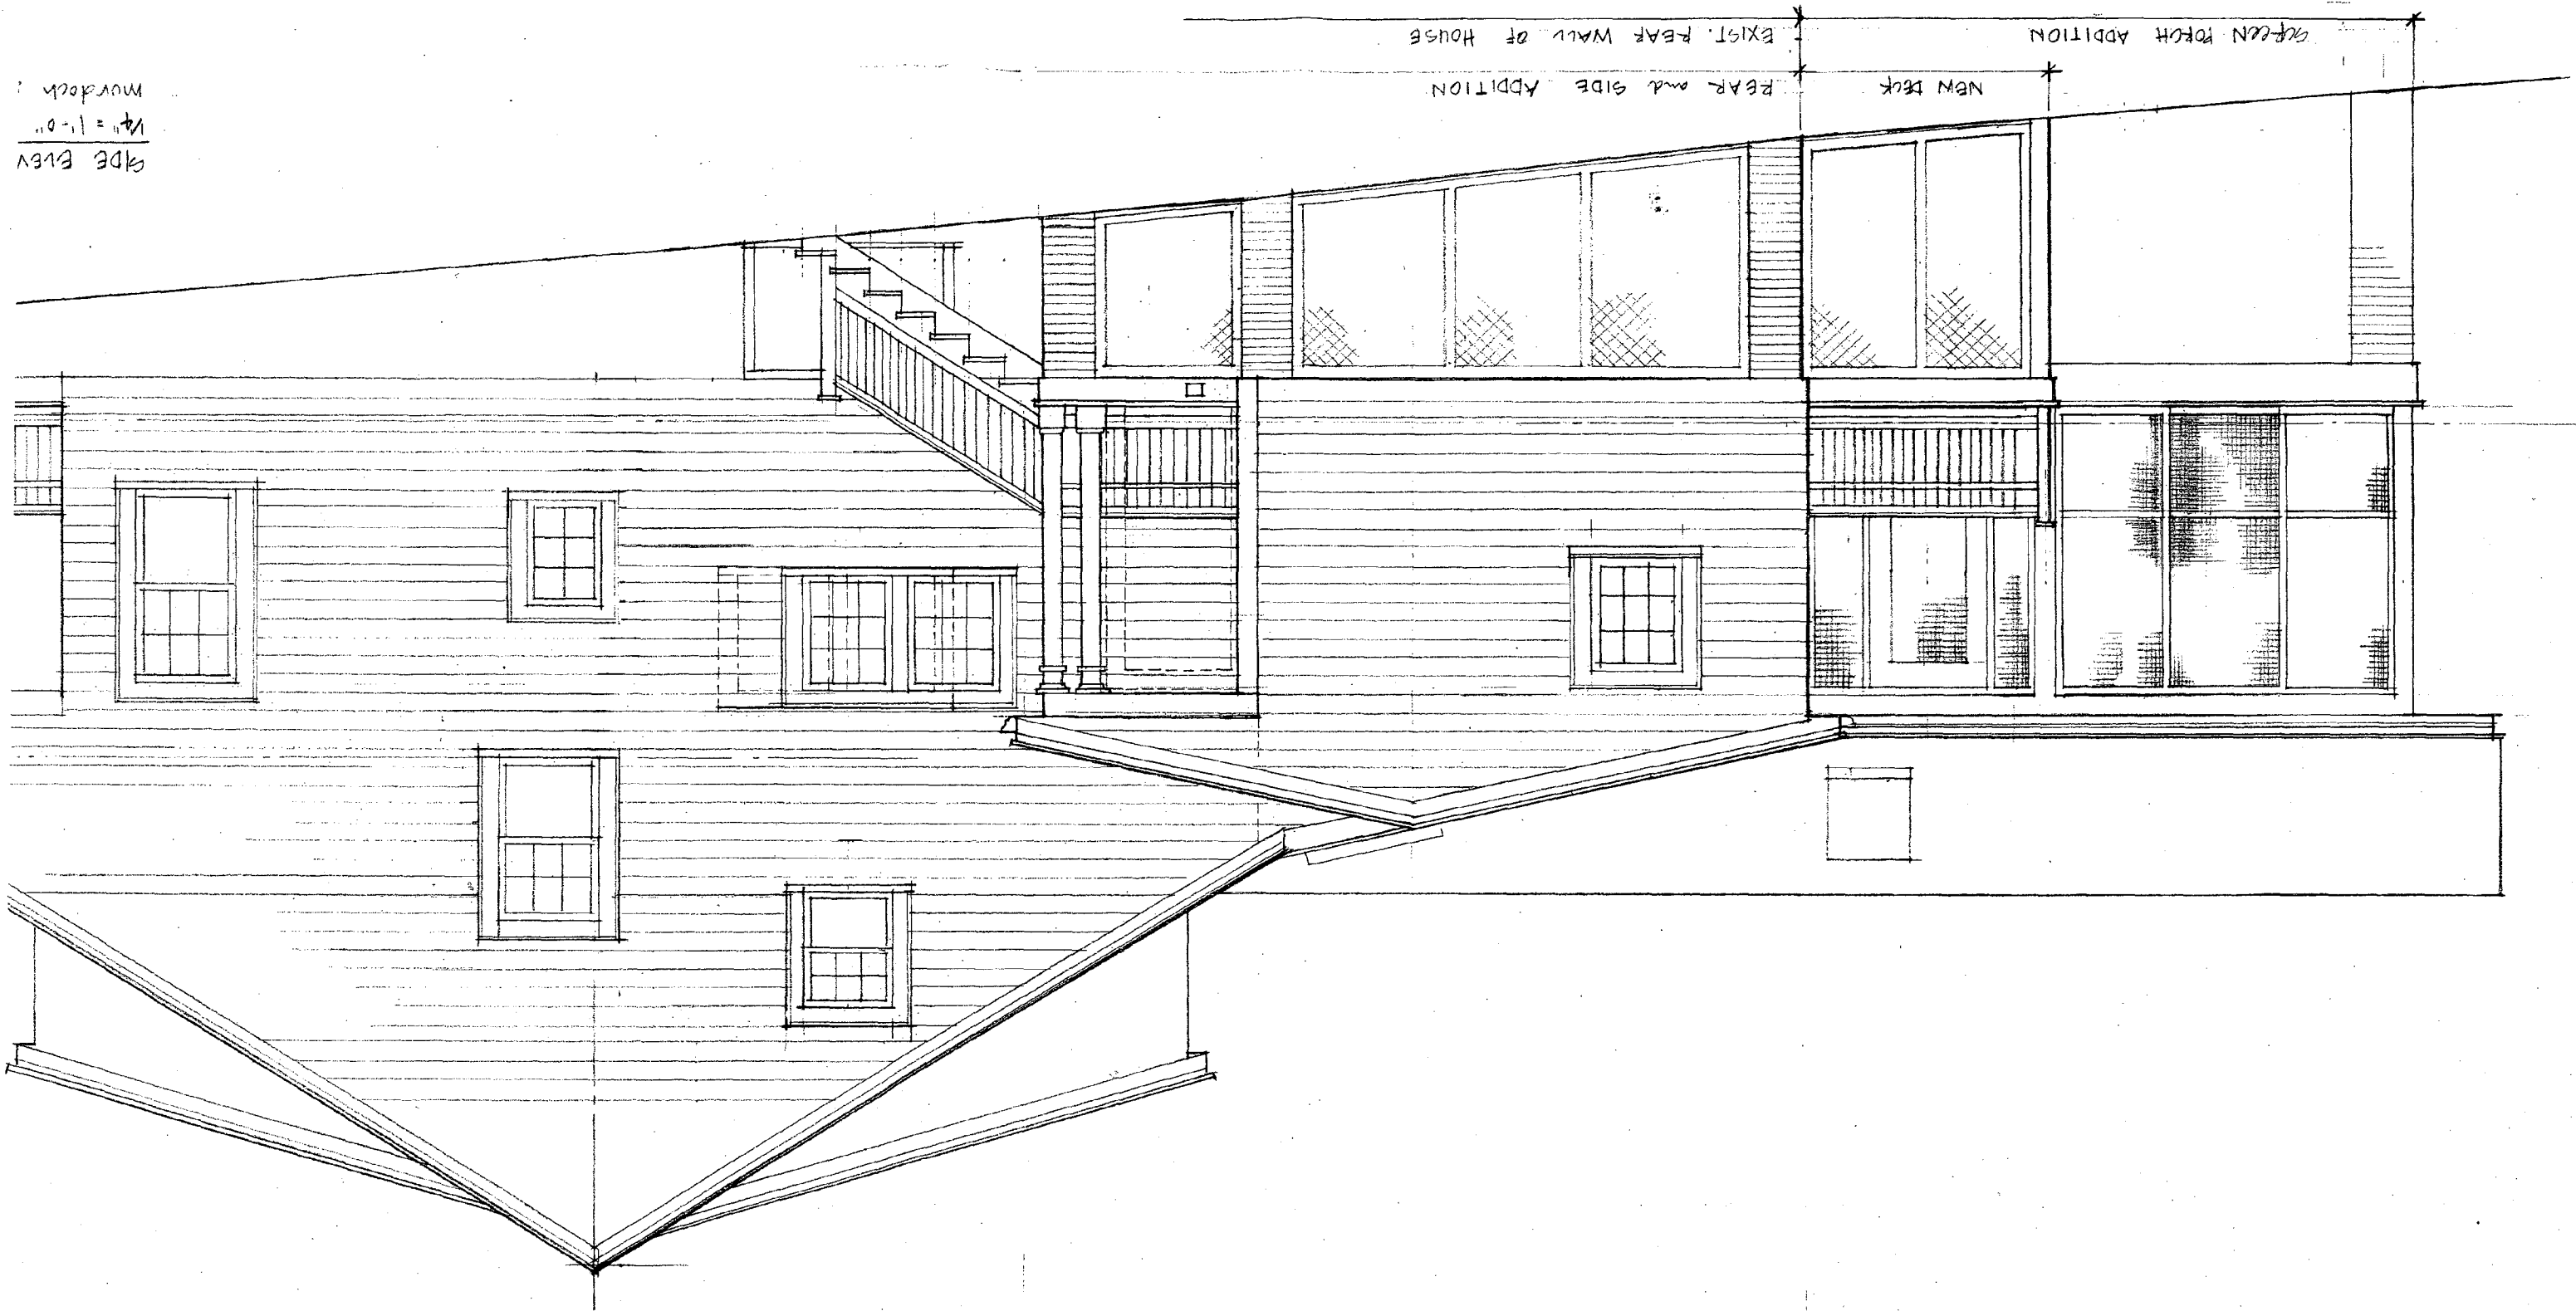 SIDE ELEV
1/4" = 1'-0"
murdoch
NEW DECK
REAR and SIDE ADDITION
SCREEN PORCH ADDITION
EXIST. REAR WALL OF HOUSE